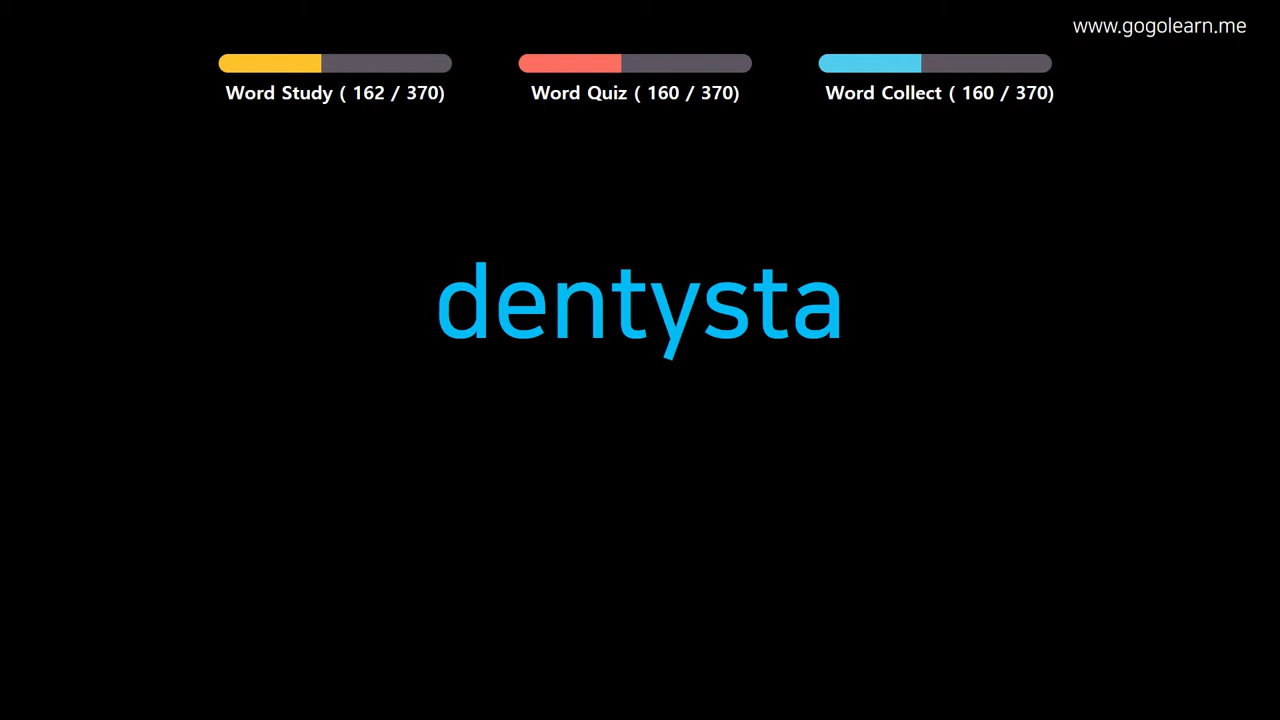 www.gogolearn.me
Word Study ( 162 / 370)
Word Quiz ( 160 / 370)
Word Collect ( 160 / 370)
dentysta